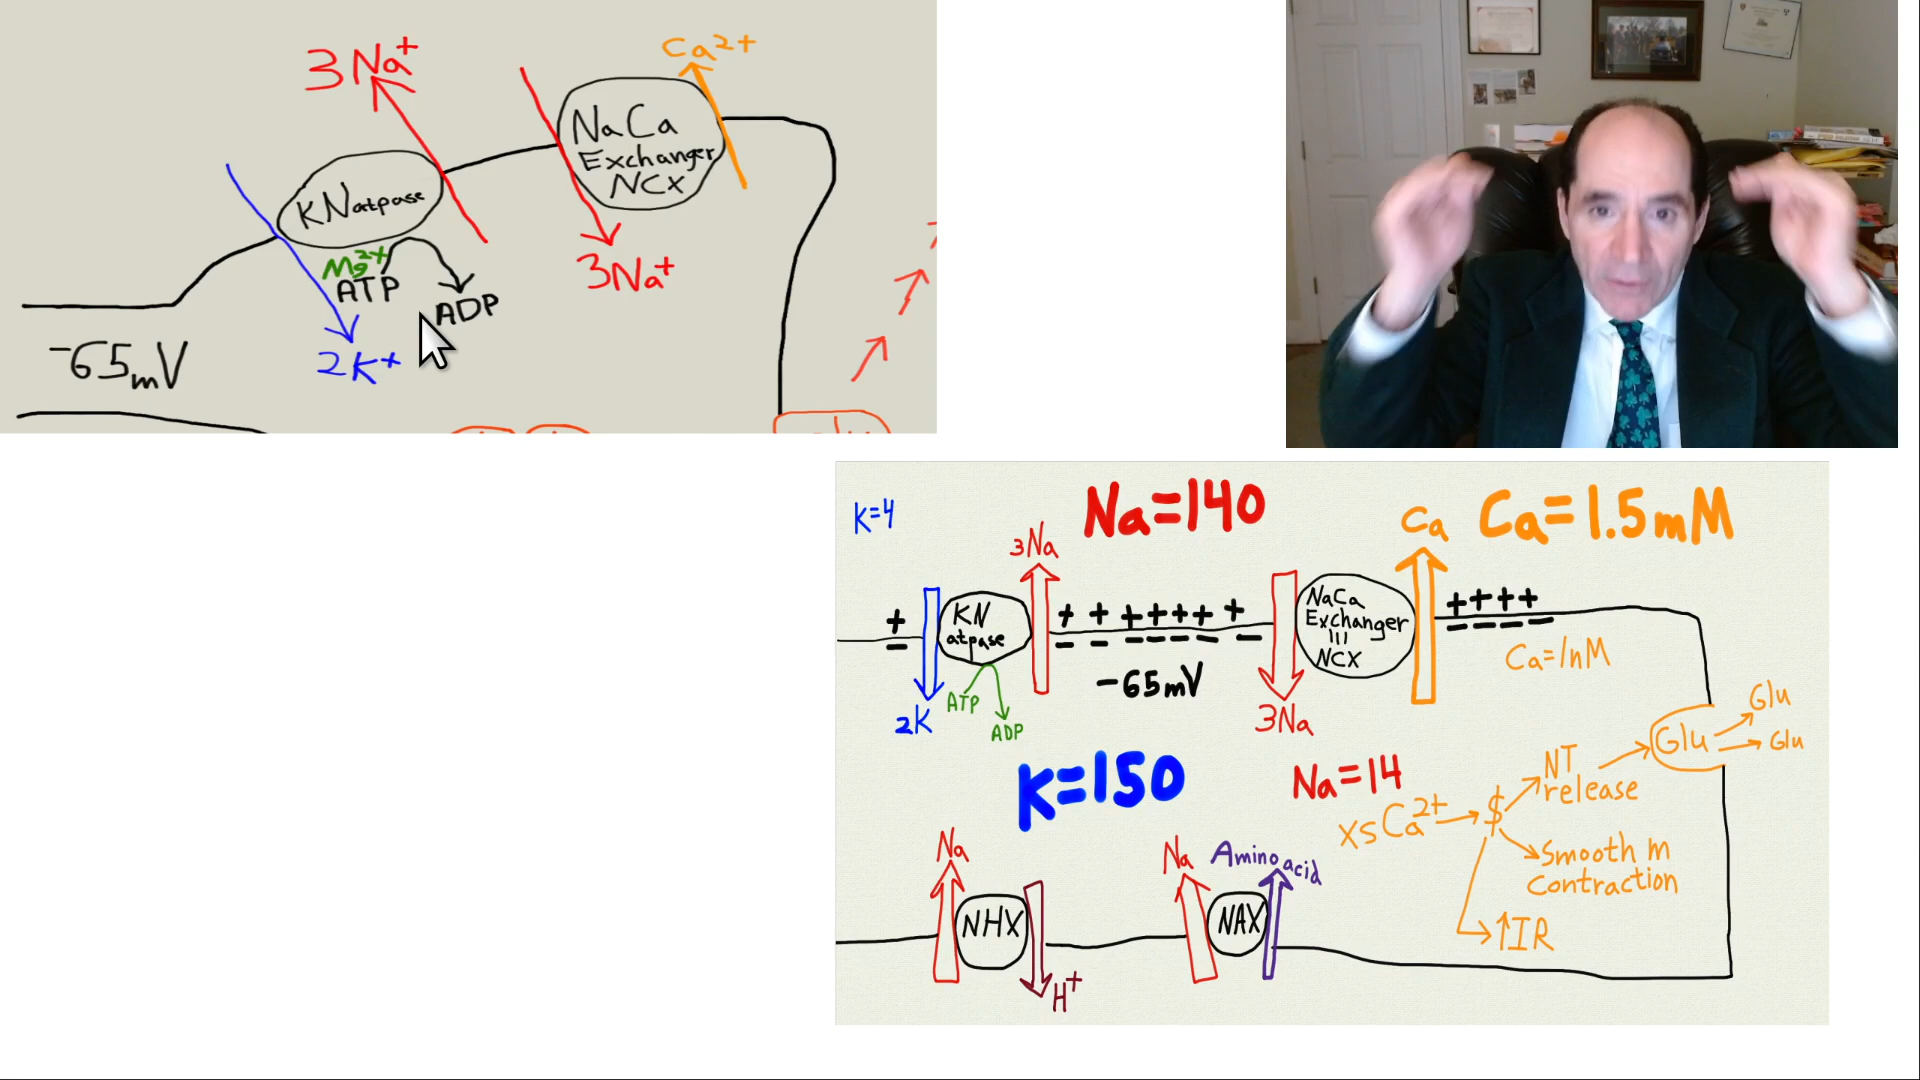 3Na+
Ca2+
NaCa
Exchanger
NCX
KNatpase
Mg2+
ATP
ADP
3Na+
-65mV
2K+
K=4
Na=140
Ca
Ca=1.5mM
3Na
KN
atpase
NaCa
Exchanger
NCX
+ + + + + + + +
+ + + +
Ca=1nM
-65mV
ATP
ADP
2K
3Na
Glu
Glu
Glu
K=150
Na=14
NT
release
xsCa2+
$
Smooth m
contraction
↑IR
Na
NHX
H+
Na
Amino acid
NAX